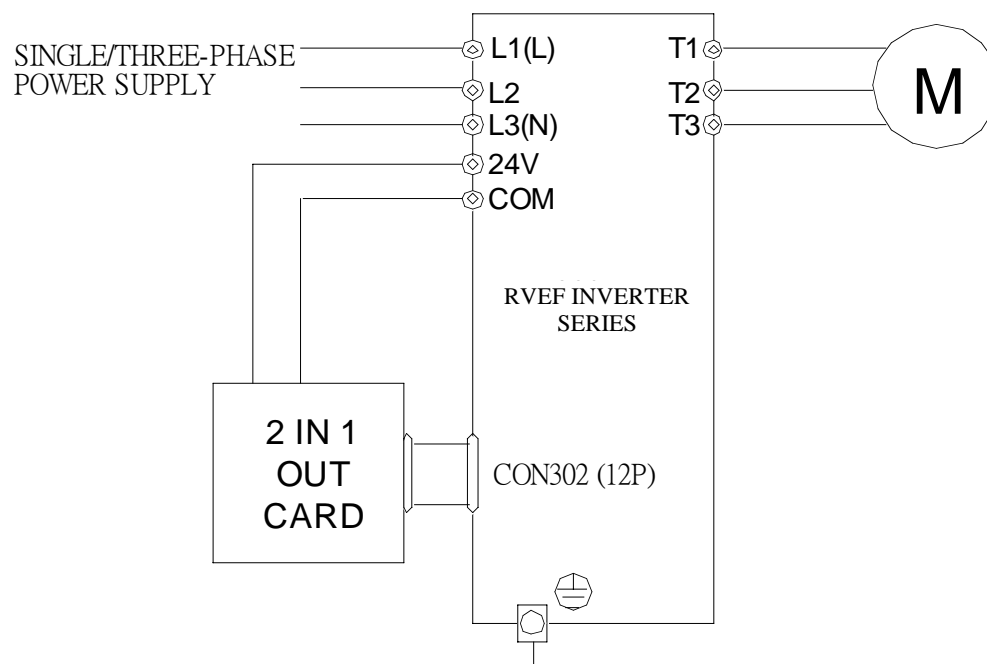 SINGLE/THREE-PHASE
POWER SUPPLY
L1(L)
L2
L3(N)
24V
COM
T1
T2
T3
M
RVEF INVERTER
SERIES
2 IN 1
OUT
CARD
CON302 (12P)